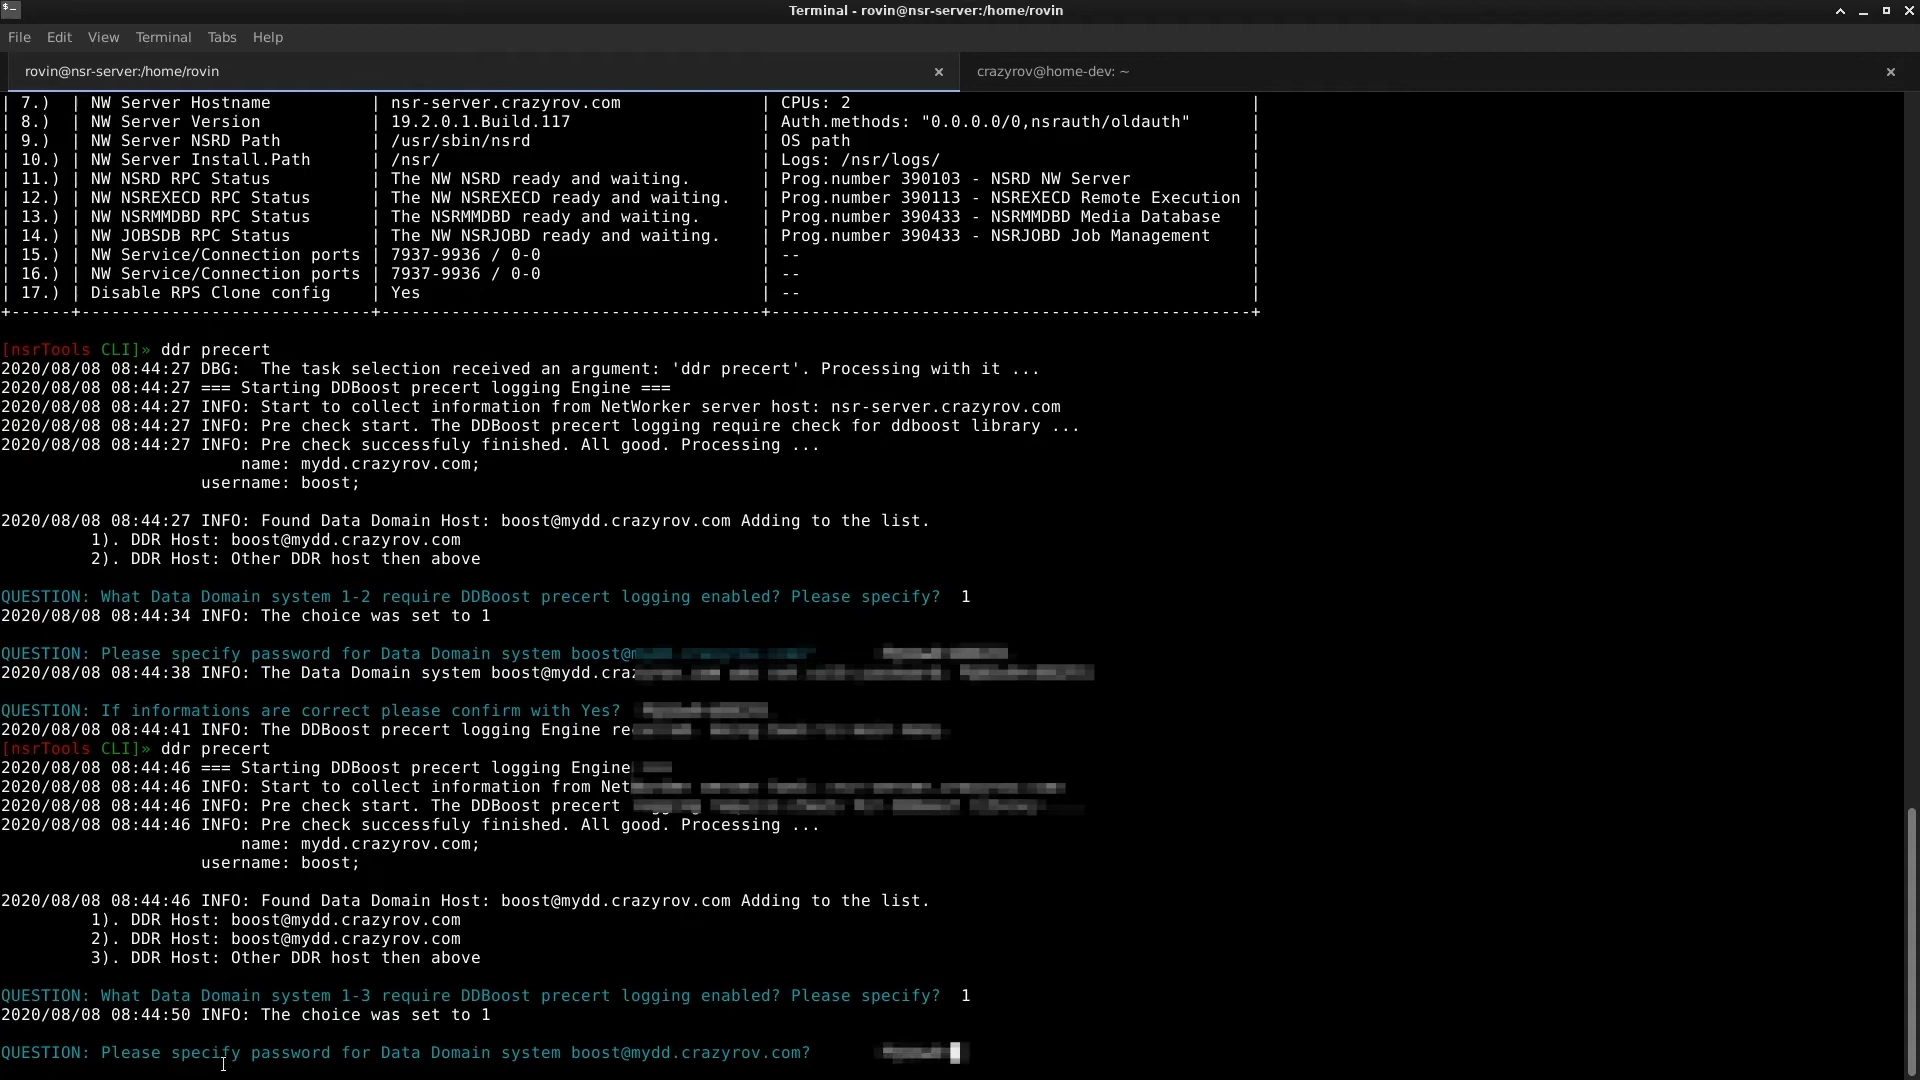 Terminal - rovin@nsr-server:/home/rovin
File Edit View Terminal Tabs Help
rovin@nsr-server:/home/rovin
crazyrov@home-dev: ~
| 7.) | NW Server Hostname | nsr-server.crazyrov.com | CPUs: 2 |
| 8.) | NW Server Version | 19.2.0.1.Build.117 | Auth.methods: "0.0.0.0/0,nsrauth/oldauth" |
| 9.) | NW Server NSRD Path | /usr/sbin/nsrd | OS path |
| 10.) | NW Server Install.Path | /nsr/ | Logs: /nsr/logs/ |
| 11.) | NW NSRD RPC Status | The NW NSRD ready and waiting. | Prog.number 390103 - NSRD NW Server |
| 12.) | NW NSREXECD RPC Status | The NW NSREXECD ready and waiting. | Prog.number 390113 - NSREXECD Remote Execution |
| 13.) | NW NSRMMDBD RPC Status | The NSRMMDBD ready and waiting. | Prog.number 390433 - NSRMMDBD Media Database |
| 14.) | NW JOBSDB RPC Status | The NW NSRJOBD ready and waiting. | Prog.number 390433 - NSRJOBD Job Management |
| 15.) | NW Service/Connection ports | 7937-9936 / 0-0 | -- |
| 16.) | NW Service/Connection ports | 7937-9936 / 0-0 | -- |
| 17.) | Disable RPS Clone config | Yes | -- |
+------+-----------------------------+--------------------------------------+------------------------------------------------+
[nsrTools CLI]» ddr precert
2020/08/08 08:44:27 DBG: The task selection received an argument: 'ddr precert'. Processing with it ...
2020/08/08 08:44:27 === Starting DDBoost precert logging Engine ===
2020/08/08 08:44:27 INFO: Start to collect information from NetWorker server host: nsr-server.crazyrov.com
2020/08/08 08:44:27 INFO: Pre check start. The DDBoost precert logging require check for ddboost library ...
2020/08/08 08:44:27 INFO: Pre check successfuly finished. All good. Processing ...
name: mydd.crazyrov.com;
username: boost;
2020/08/08 08:44:27 INFO: Found Data Domain Host: boost@mydd.crazyrov.com Adding to the list.
1). DDR Host: boost@mydd.crazyrov.com
2). DDR Host: Other DDR host then above
QUESTION: What Data Domain system 1-2 require DDBoost precert logging enabled? Please specify? 1
2020/08/08 08:44:34 INFO: The choice was set to 1
QUESTION: Please specify password for Data Domain system boost@
2020/08/08 08:44:38 INFO: The Data Domain system boost@mydd.craz
QUESTION: If informations are correct please confirm with Yes?
2020/08/08 08:44:41 INFO: The DDBoost precert logging Engine
[nsrTools CLI]» ddr precert
2020/08/08 08:44:46 === Starting DDBoost precert logging Engine
2020/08/08 08:44:46 INFO: Start to collect information from Net
2020/08/08 08:44:46 INFO: Pre check start. The DDBoost precert
2020/08/08 08:44:46 INFO: Pre check successfuly finished. All good. Processing ...
name: mydd.crazyrov.com;
username: boost;
2020/08/08 08:44:46 INFO: Found Data Domain Host: boost@mydd.crazyrov.com Adding to the list.
1). DDR Host: boost@mydd.crazyrov.com
2). DDR Host: boost@mydd.crazyrov.com
3). DDR Host: Other DDR host then above
QUESTION: What Data Domain system 1-3 require DDBoost precert logging enabled? Please specify? 1
2020/08/08 08:44:50 INFO: The choice was set to 1
QUESTION: Please specify password for Data Domain system boost@mydd.crazyrov.com?